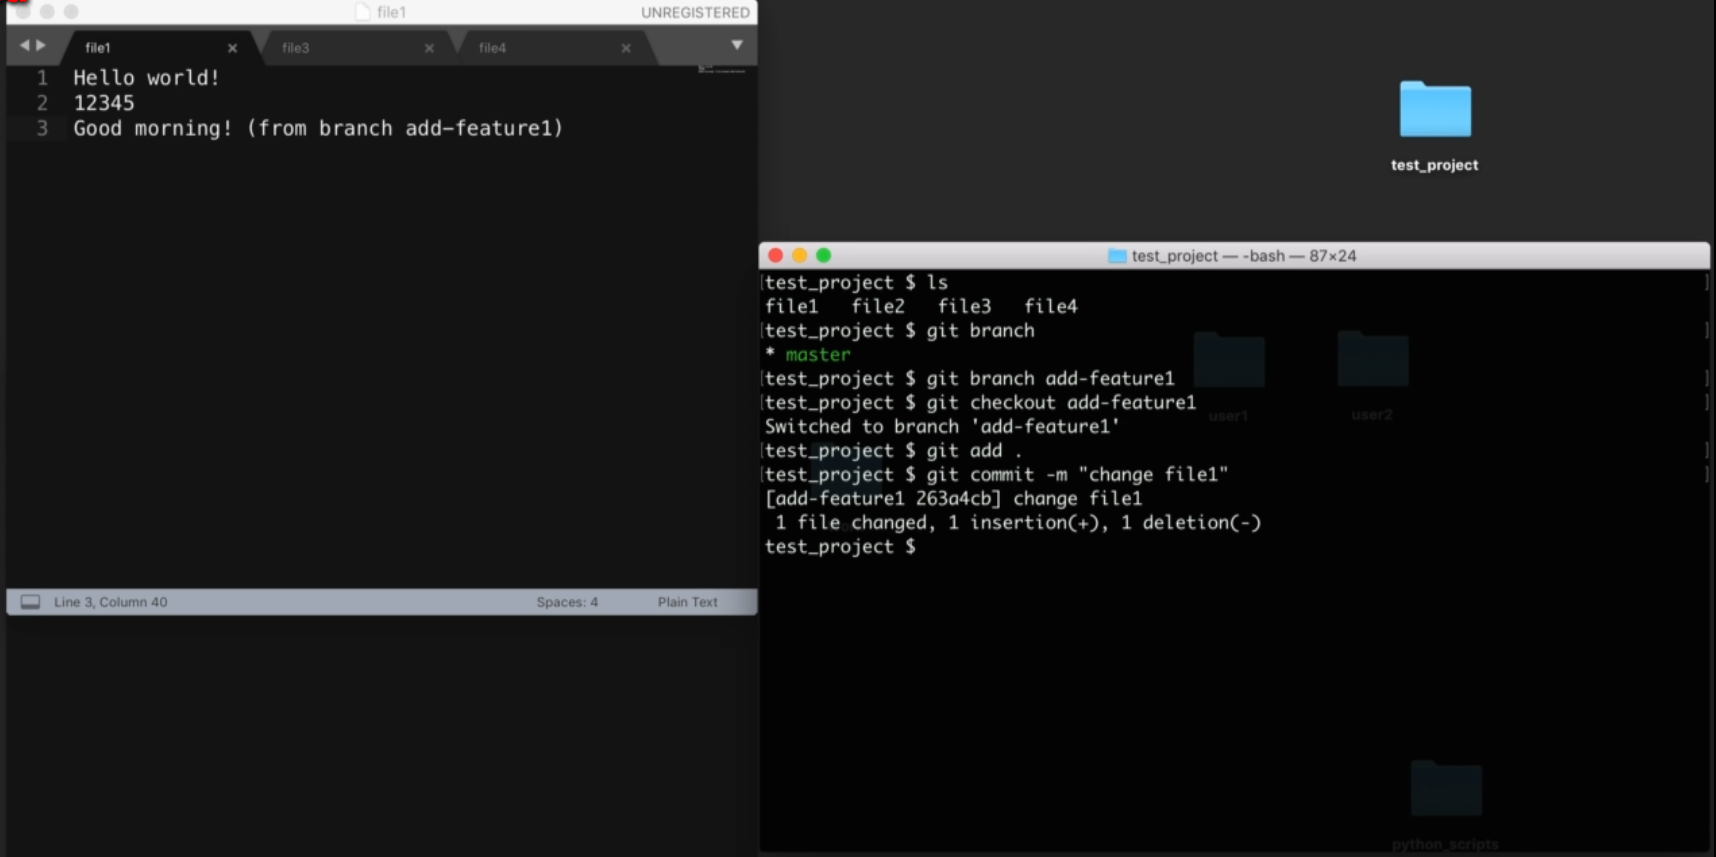 file1
UNREGISTERED
file1
file3
file4
1 Hello world!
2 12345
3 Good morning! (from branch add-feature1)
Line 3, Column 40
Spaces: 4
Plain Text
test_project
test_project — -bash — 87×24
[test_project $ ls
file1 file2 file3 file4
[test_project $ git branch
* master
[test_project $ git branch add-feature1
[test_project $ git checkout add-feature1
Switched to branch 'add-feature1'
[test_project $ git add .
[test_project $ git commit -m "change file1"
[add-feature1 263a4cb] change file1
1 file changed, 1 insertion(+), 1 deletion(-)
test_project $
user1
user2
python_scripts